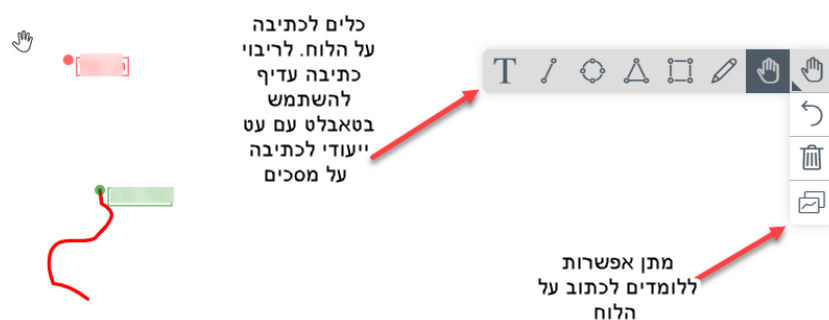 כלים לכתיבה
על הלוח. לריבוי
כתיבה עדיף
להשתמש
בטאבלט עם עט
ייעודי לכתיבה
על מסכים
T
מתן אפשרות
ללומדים לכתוב על
הלוח